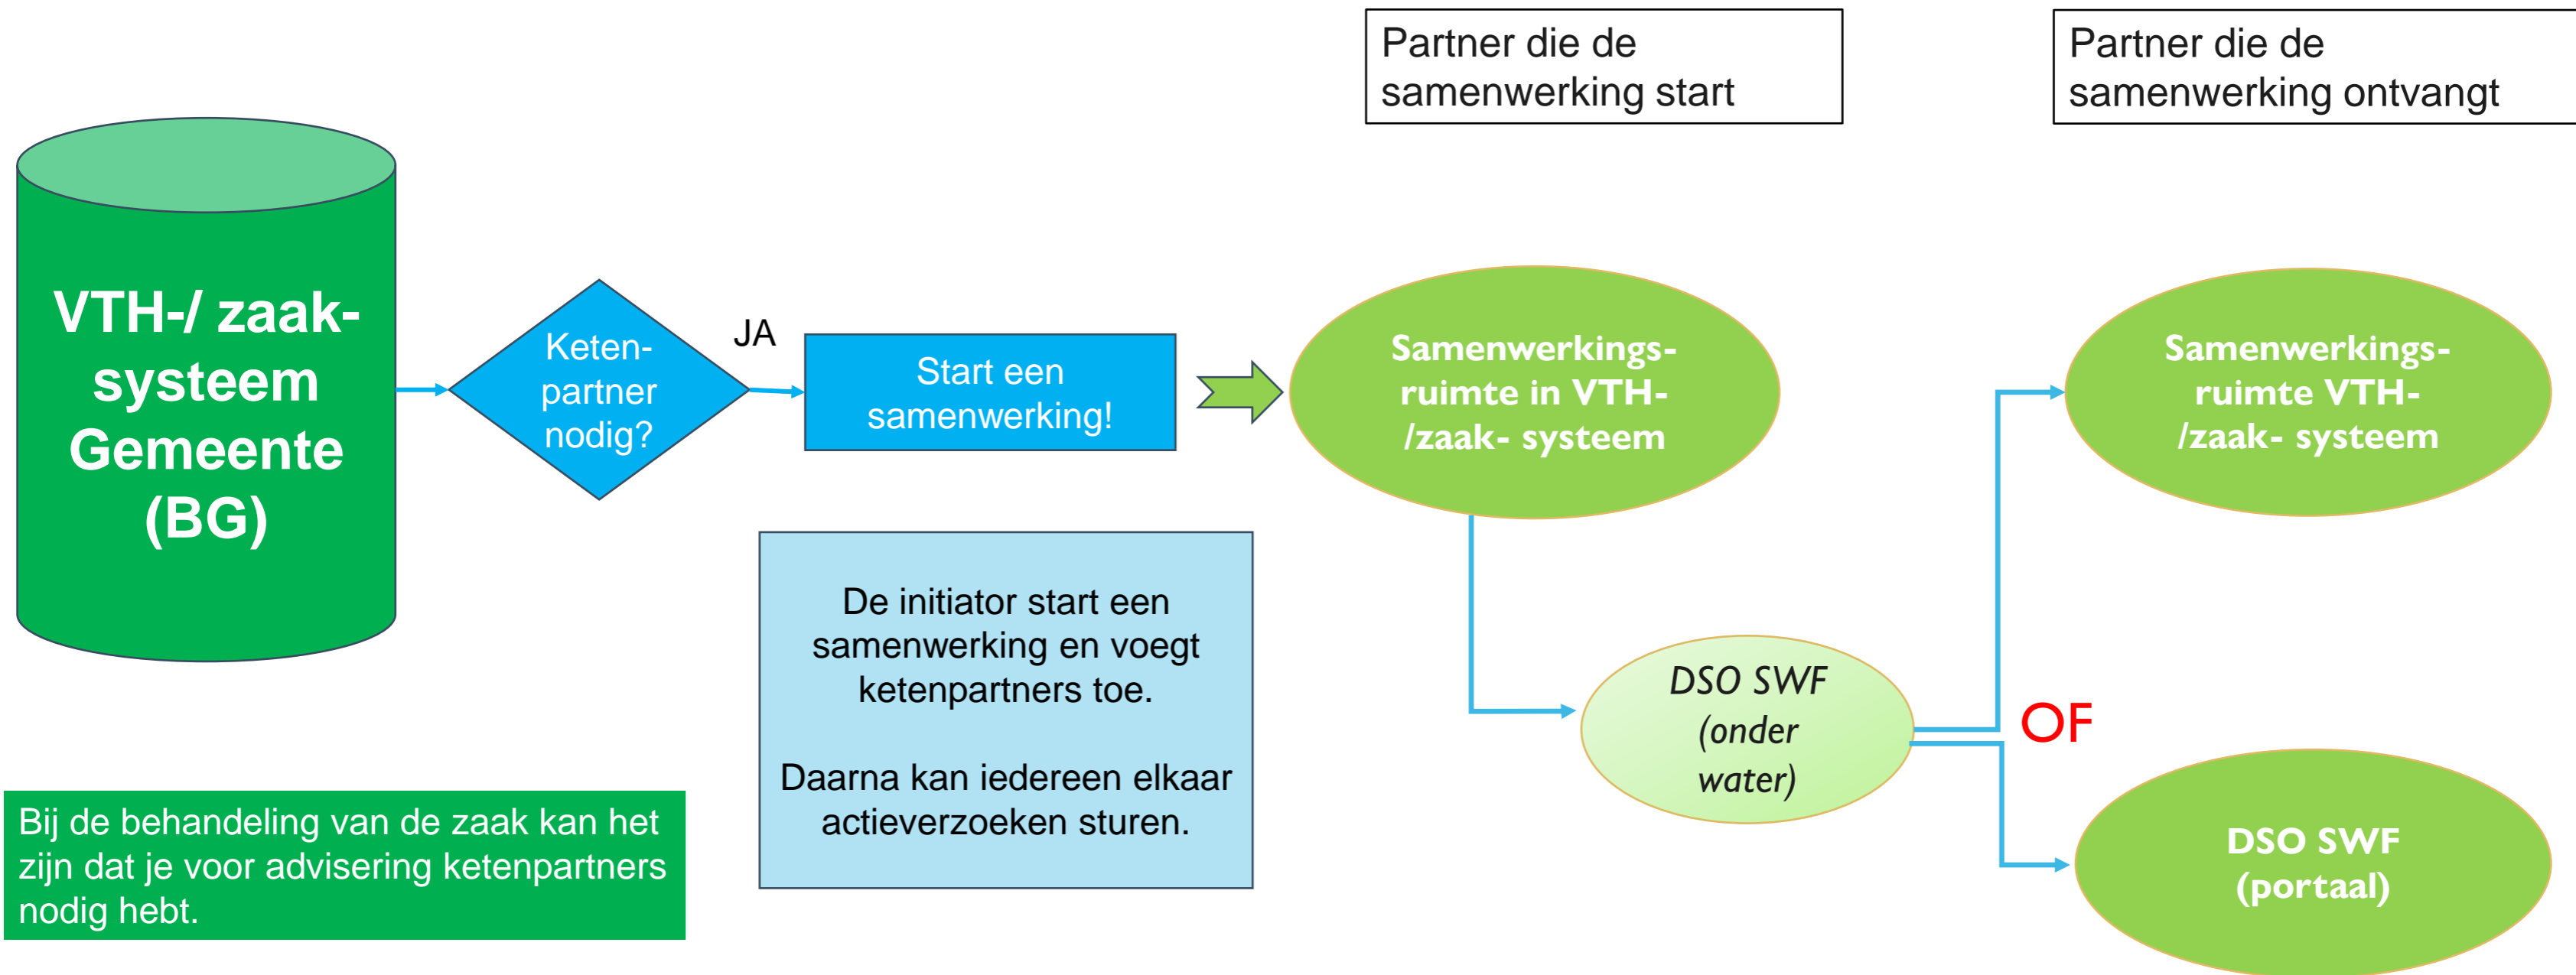 Partner die de
samenwerking start
Partner die de
samenwerking ontvangt
VTH-/ zaak-
systeem
Gemeente
(BG)
Keten-
partner
nodig?
JA
Start een
samenwerking!
Samenwerkings-
ruimte in VTH-
/zaak- systeem
Samenwerkings-
ruimte VTH-
/zaak- systeem
De initiator start een
samenwerking en voegt
ketenpartners toe.
Daarna kan iedereen elkaar
actieverzoeken sturen.
DSO SWF
(onder
water)
OF
DSO SWF
(portaal)
Bij de behandeling van de zaak kan het
zijn dat je voor advisering ketenpartners
nodig hebt.